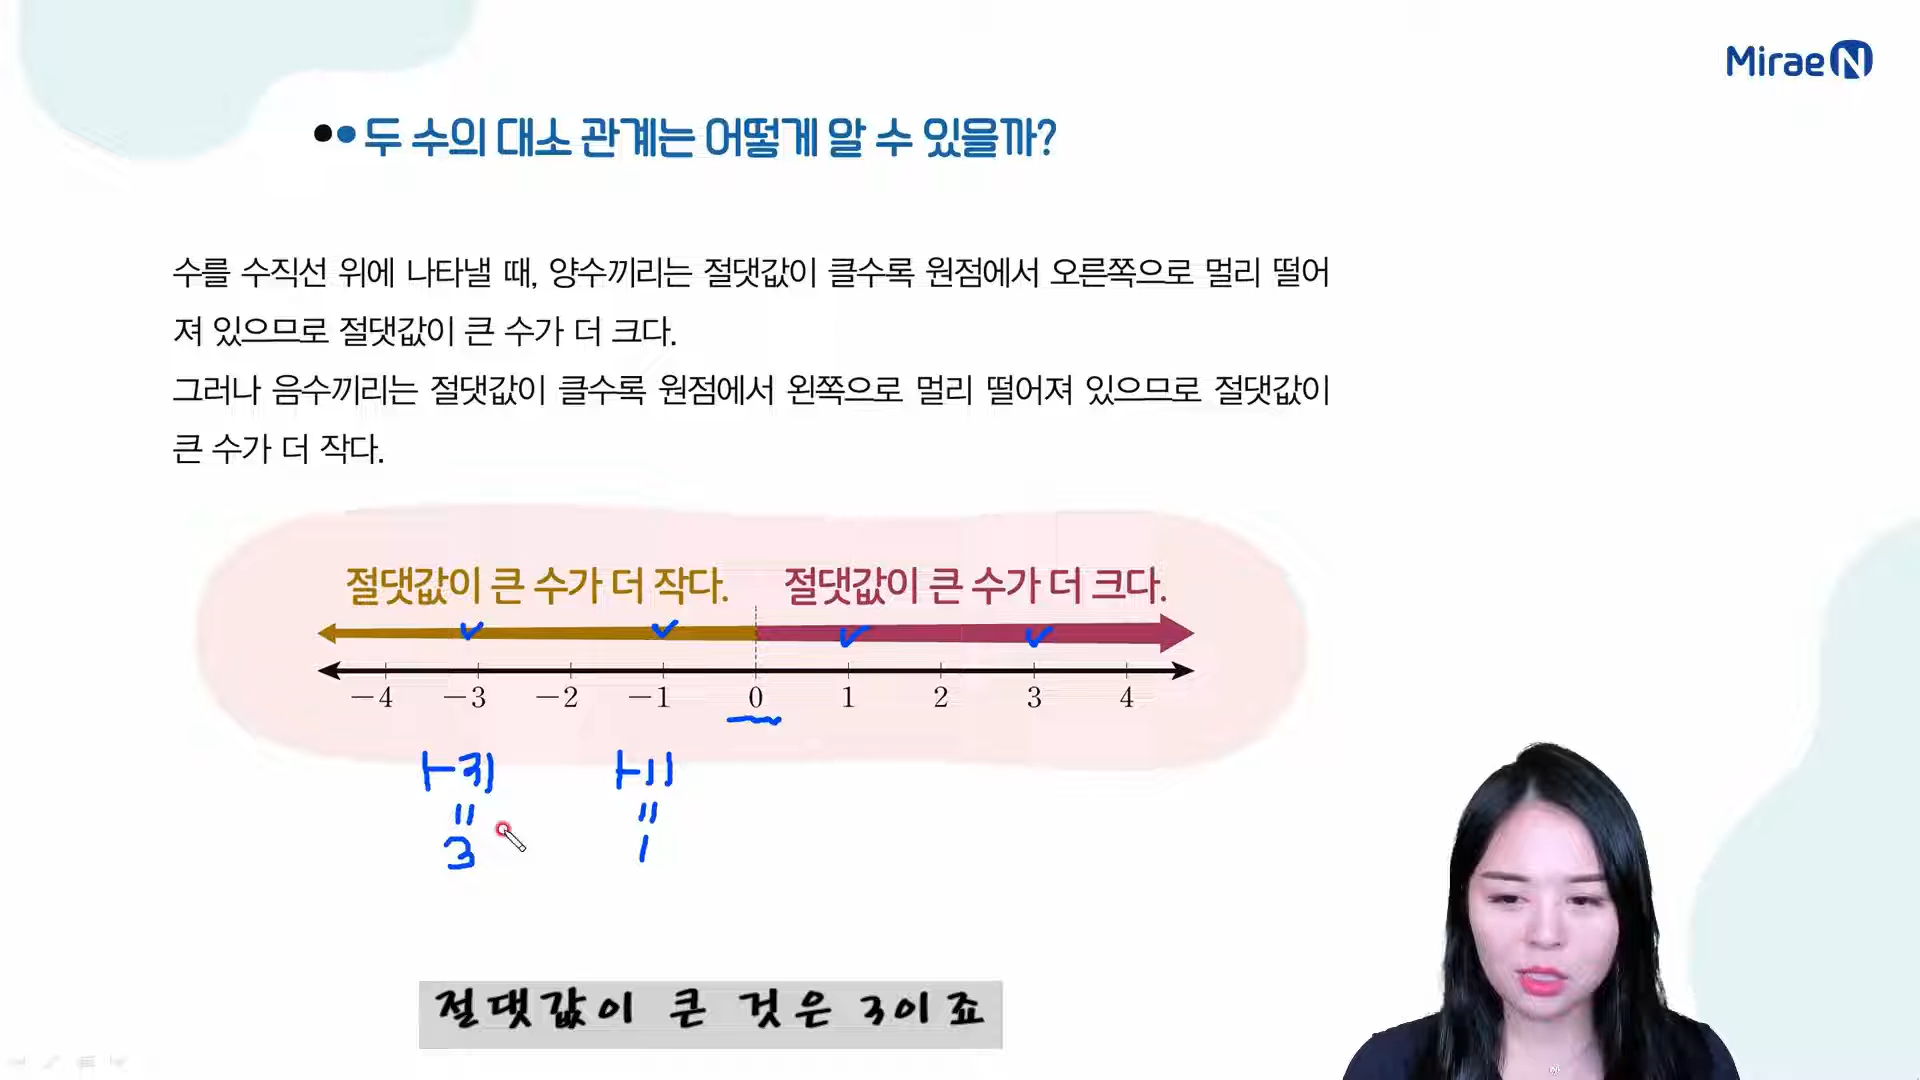 Mirae N
두 수의 대소 관계는 어떻게 알 수 있을까?
수를 수직선 위에 나타낼 때, 양수끼리는 절댓값이 클수록 원점에서 오른쪽으로 멀리 떨어
져 있으므로 절댓값이 큰 수가 더 크다.
그러나 음수끼리는 절댓값이 클수록 원점에서 왼쪽으로 멀리 떨어져 있으므로 절댓값이
큰 수가 더 작다.
절댓값이 큰 수가 더 작다. 절댓값이 큰 수가 더 크다.
−4 −3 −2 −1 0 1 2 3 4
|-3| |-1|
= =
3 1
절댓값이 큰 것은 3이죠